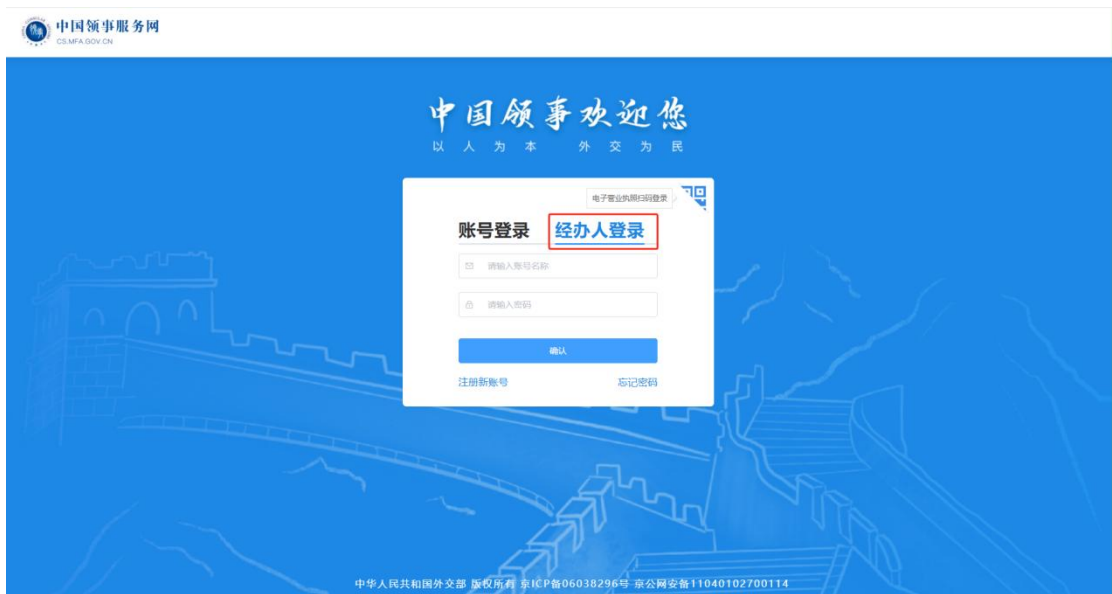 中国领事服务网
CS.MFA.GOV.CN
中国领事欢迎您
以人为本 外交为民
电子营业执照扫码登录
账号登录 经办人登录
请输入账号名称
请输入密码
确认
注册新账号 忘记密码
中华人民共和国外交部 版权所有 京ICP备06038296号 京公网安备11040102700114